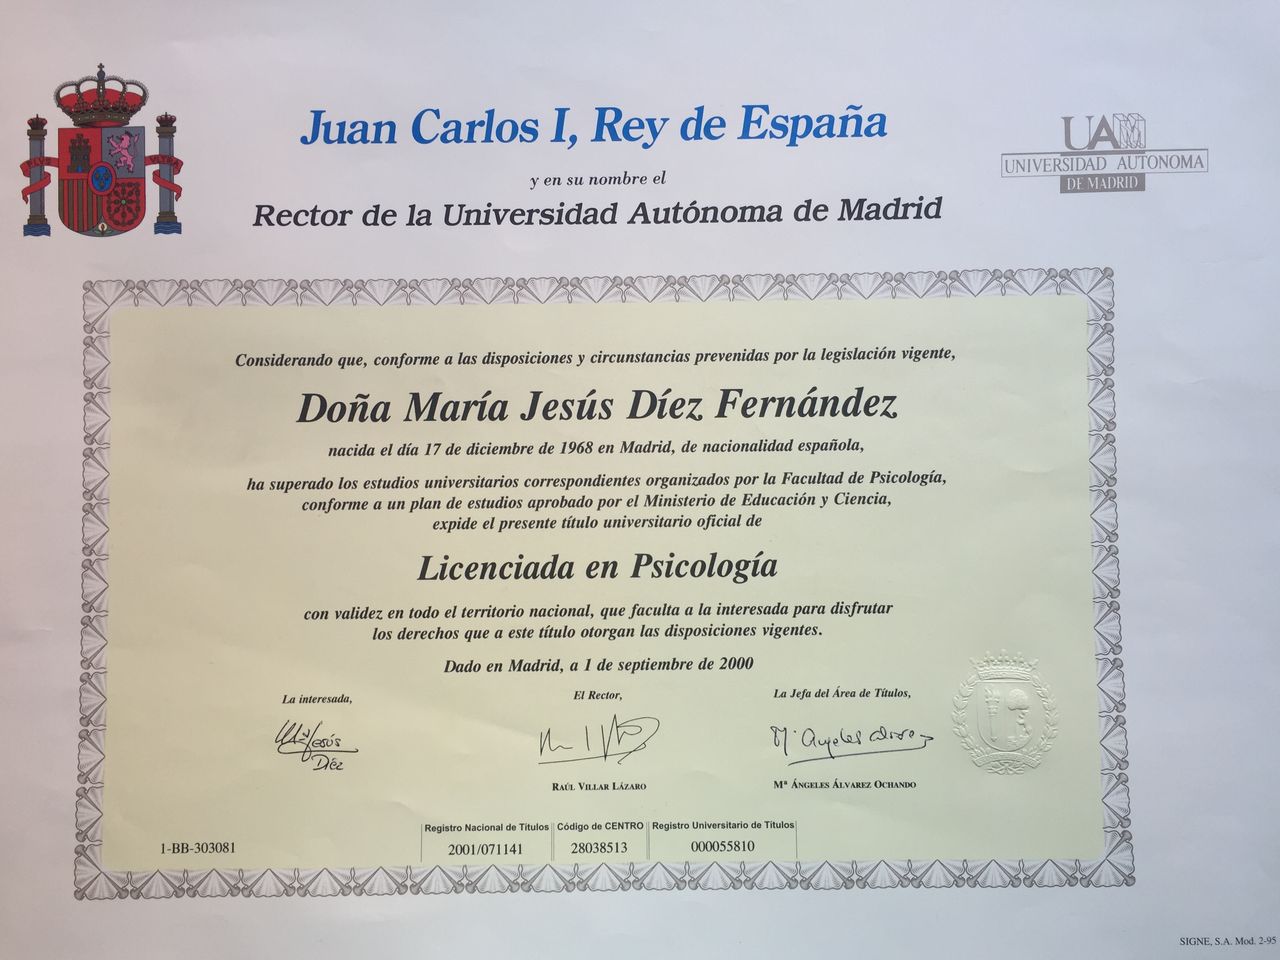 Juan Carlos I, Rey de España
y en su nombre el
Rector de la Universidad Autónoma de Madrid
PLVS VLTRA
UAM
UNIVERSIDAD AUTONOMA
DE MADRID
Considerando que, conforme a las disposiciones y circunstancias prevenidas por la legislación vigente,
Doña María Jesús Díez Fernández
nacida el día 17 de diciembre de 1968 en Madrid, de nacionalidad española,
ha superado los estudios universitarios correspondientes organizados por la Facultad de Psicología,
conforme a un plan de estudios aprobado por el Ministerio de Educación y Ciencia,
expide el presente título universitario oficial de
Licenciada en Psicología
con validez en todo el territorio nacional, que faculta a la interesada para disfrutar
los derechos que a este título otorgan las disposiciones vigentes.
Dado en Madrid, a 1 de septiembre de 2000
La interesada,
El Rector,
La Jefa del Área de Títulos,
Mª Jesús
Díez
Mª Angeles
RAÚL VILLAR LÁZARO
Mª ÁNGELES ÁLVAREZ OCHANDO
Registro Nacional de Títulos Código de CENTRO Registro Universitario de Títulos
1-BB-303081
2001/071141 28038513 000055810
SIGNE, S.A. Mod. 2-95